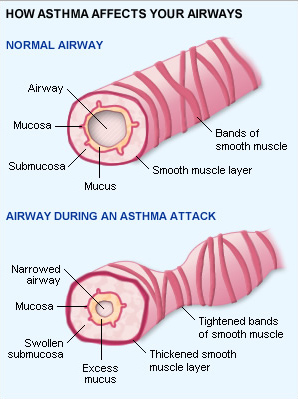 HOW ASTHMA AFFECTS YOUR AIRWAYS
NORMAL AIRWAY
Airway
Mucosa
Submucosa
Mucus
Bands of
smooth muscle
Smooth muscle layer
AIRWAY DURING AN ASTHMA ATTACK
Narrowed
airway
Mucosa
Swollen
submucosa
Excess
mucus
Tightened bands
of smooth muscle
Thickened smooth
muscle layer